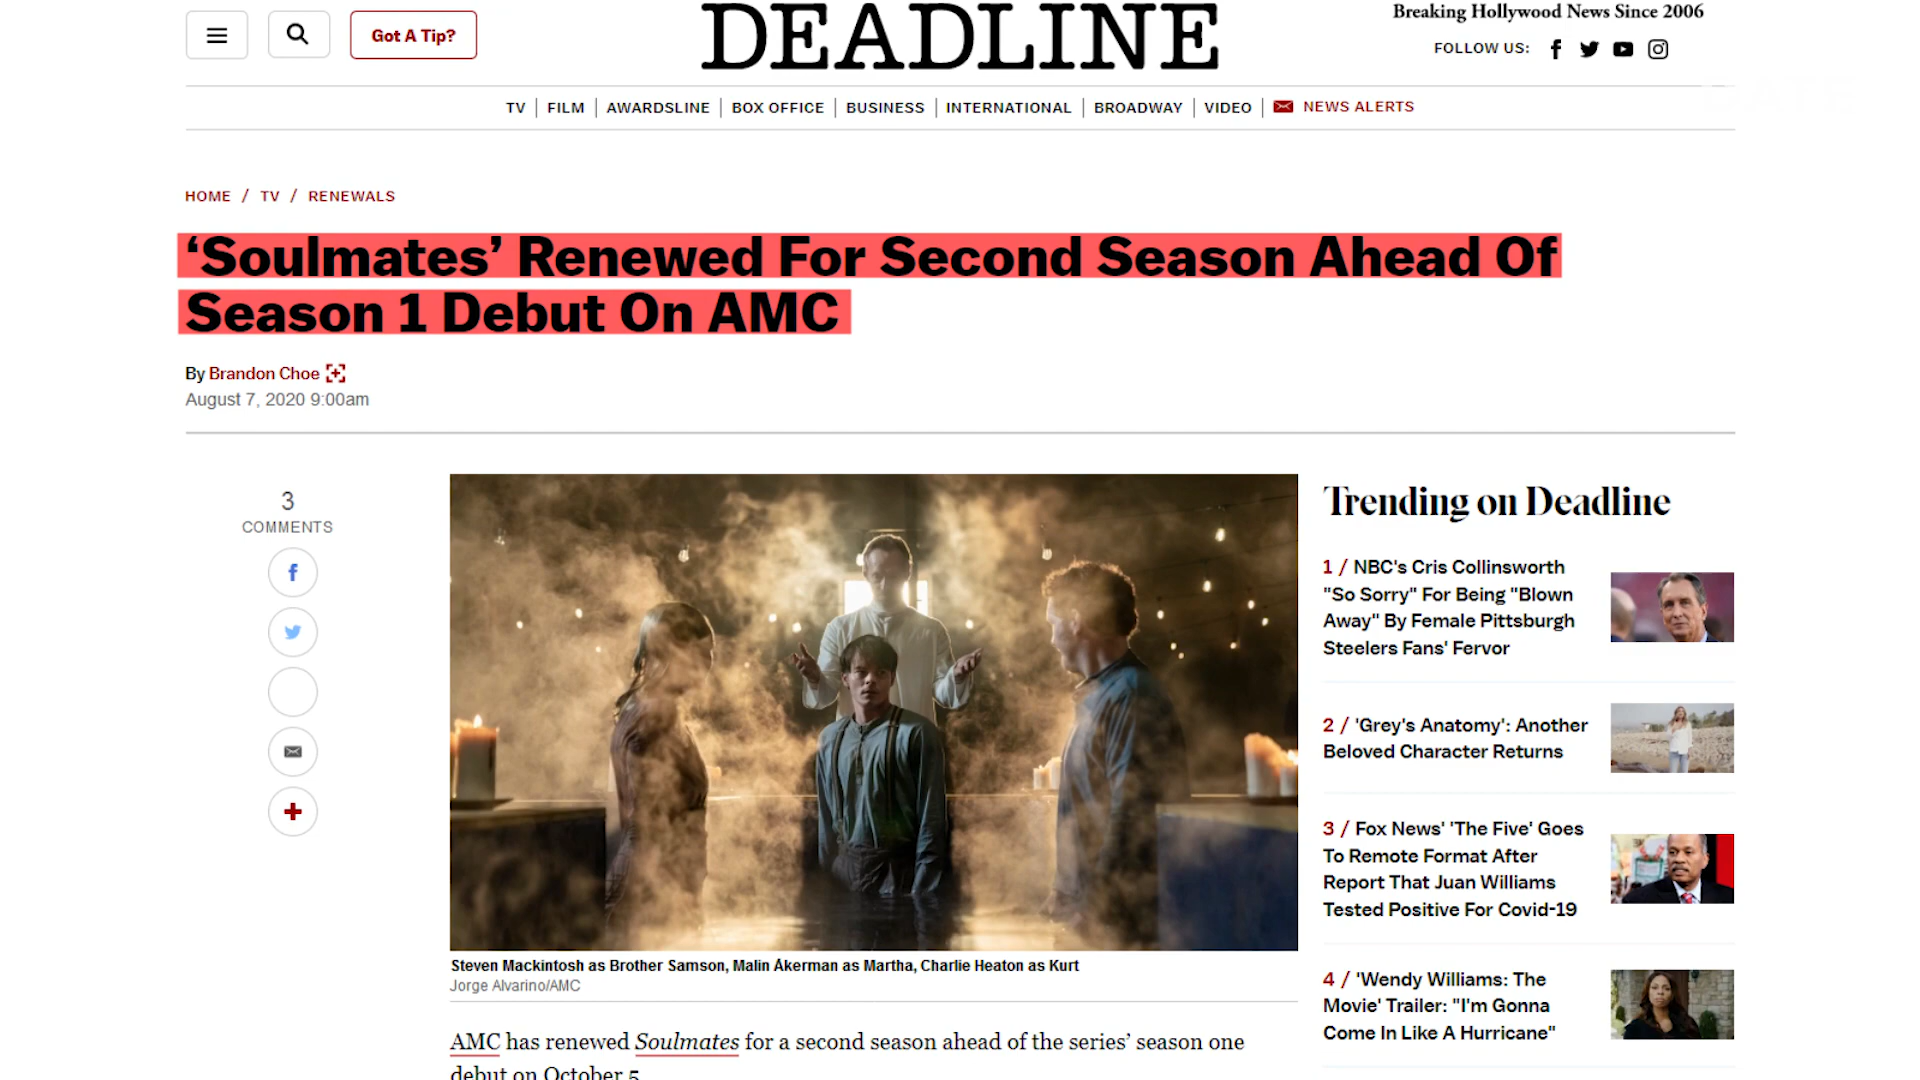 Got A Tip?
DEADLINE
Breaking Hollywood News Since 2006
FOLLOW US:
TV | FILM | AWARDSLINE | BOX OFFICE | BUSINESS | INTERNATIONAL | BROADWAY | VIDEO | NEWS ALERTS
HOME / TV / RENEWALS
‘Soulmates’ Renewed For Second Season Ahead Of
Season 1 Debut On AMC
By Brandon Choe
August 7, 2020 9:00am
3
COMMENTS
Steven Mackintosh as Brother Samson, Malin Åkerman as Martha, Charlie Heaton as Kurt
Jorge Alvarino/AMC
AMC has renewed Soulmates for a second season ahead of the series’ season one
debut on October 5
Trending on Deadline
1 / NBC's Cris Collinsworth
"So Sorry" For Being "Blown
Away" By Female Pittsburgh
Steelers Fans' Fervor
2 / 'Grey's Anatomy': Another
Beloved Character Returns
3 / Fox News' 'The Five' Goes
To Remote Format After
Report That Juan Williams
Tested Positive For Covid-19
4 / 'Wendy Williams: The
Movie' Trailer: "I'm Gonna
Come In Like A Hurricane"